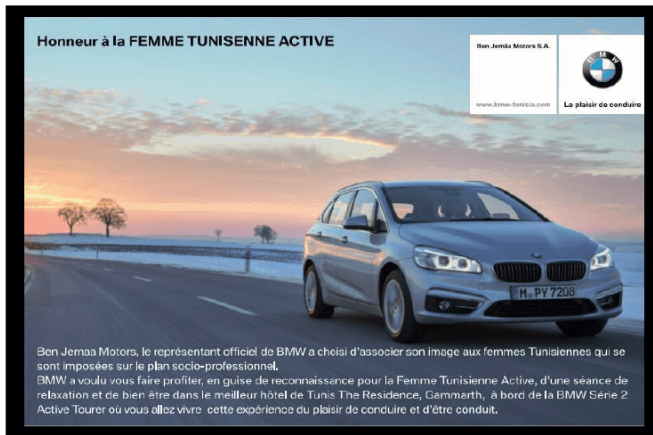 Honneur à la FEMME TUNISENNE ACTIVE
Ben Jemâa Motors S.A.
www.bmw-tunisia.com
BMW
Le plaisir de conduire
M PY 7208
Ben Jemaa Motors, le représentant officiel de BMW a choisi d'associer son image aux femmes Tunisiennes qui se
sont imposées sur le plan socio-professionnel.
BMW a voulu vous faire profiter, en guise de reconnaissance pour la Femme Tunisienne Active, d'une séance de
relaxation et de bien être dans le meilleur hôtel de Tunis The Residence, Gammarth, à bord de la BMW Série 2
Active Tourer où vous allez vivre cette expérience du plaisir de conduire et d'être conduit.